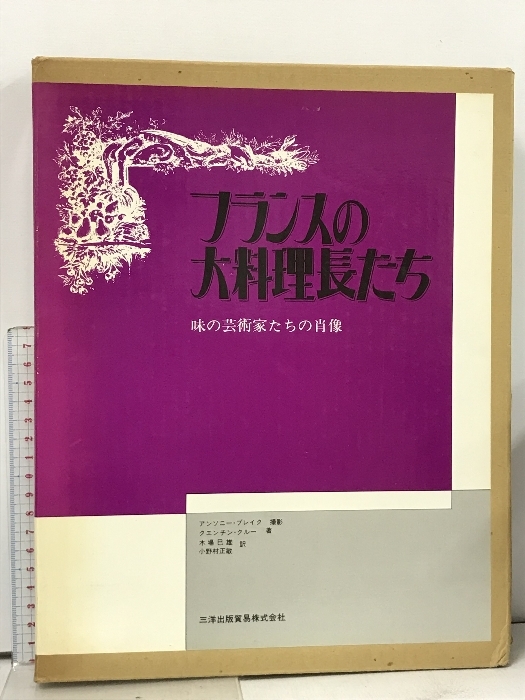 フランスの
大料理長たち
味の芸術家たちの肖像
アンソニー・ブレイク 撮影
クエンチン・クルー 著
木場巳雄
小野村正敏 訳
三洋出版貿易株式会社